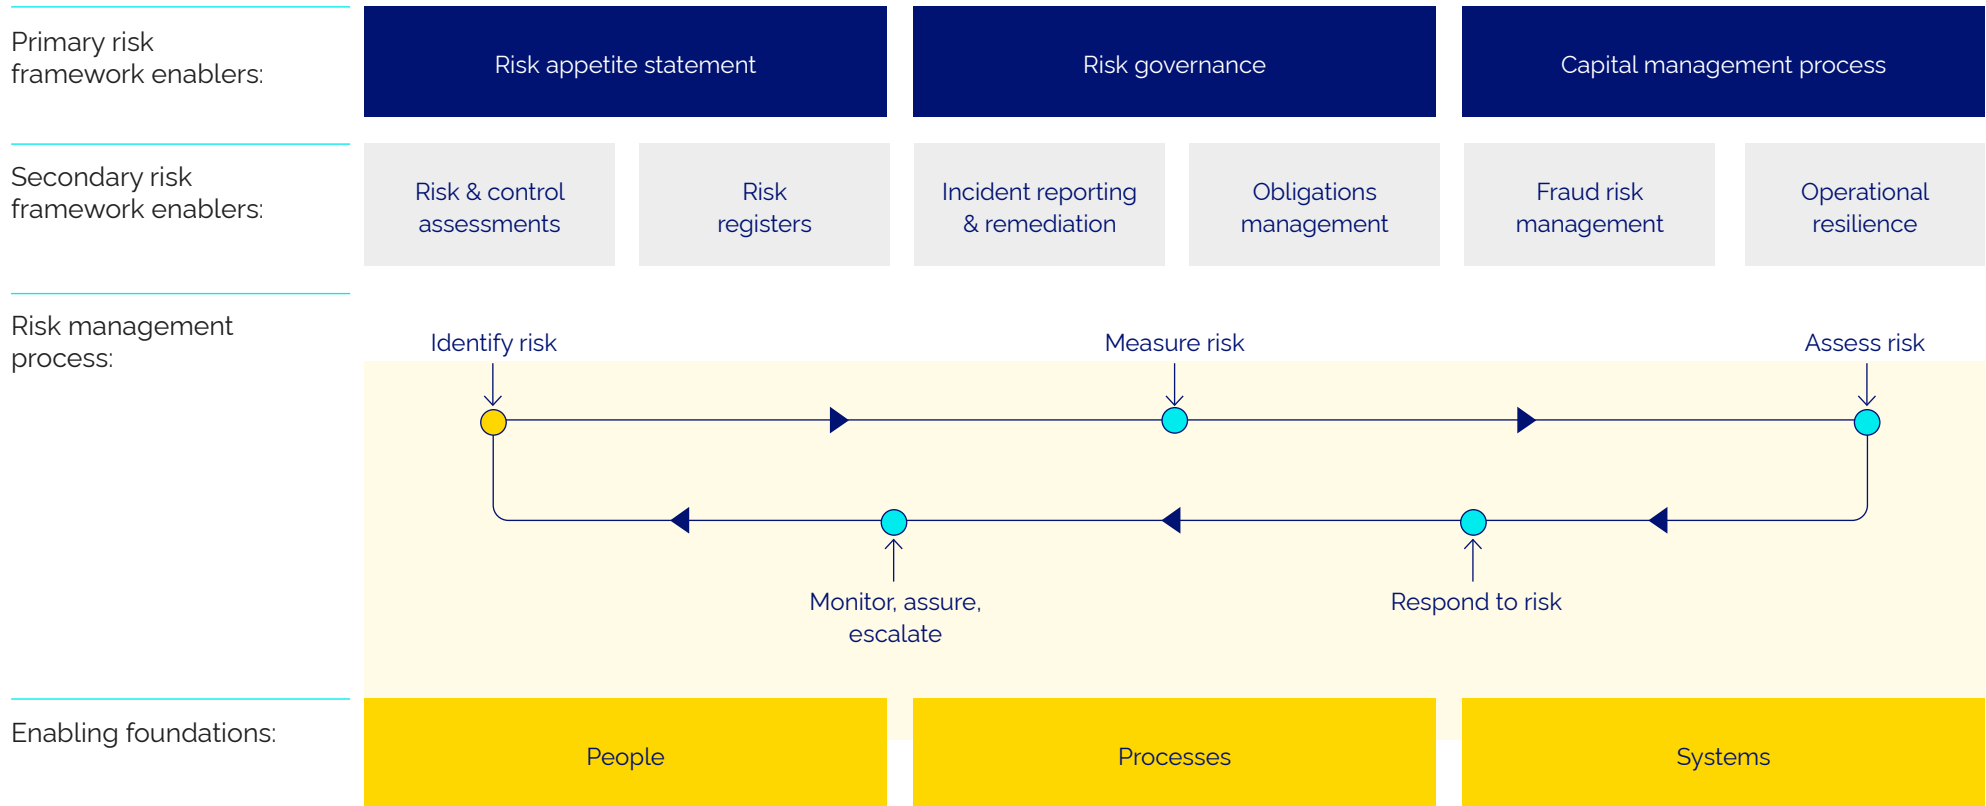 Primary risk
framework enablers:
Risk appetite statement
Risk governance
Capital management process
Secondary risk
framework enablers:
Risk & control
assessments
Risk
registers
Incident reporting
& remediation
Obligations
management
Fraud risk
management
Operational
resilience
Risk management
process:
Identify risk
Measure risk
Assess risk
Monitor, assure,
escalate
Respond to risk
Enabling foundations:
People
Processes
Systems